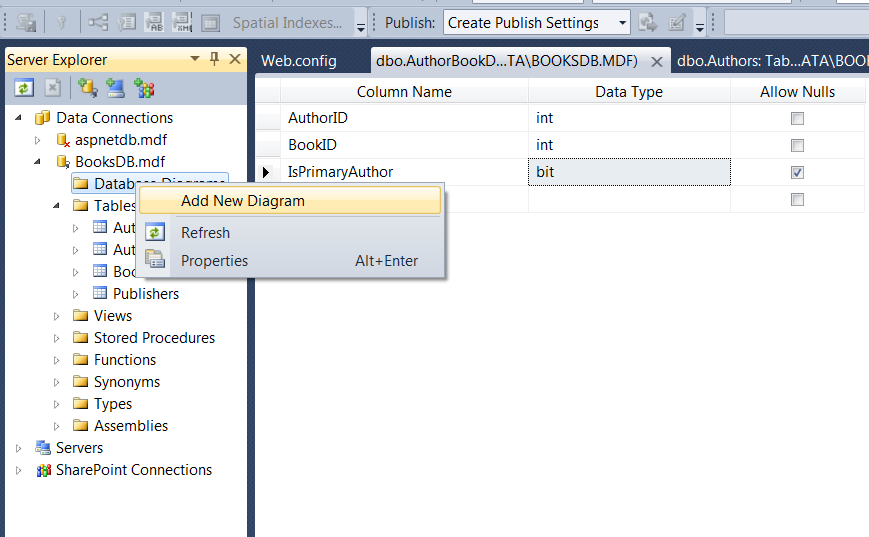 Spatial Indexes...
Publish:
Create Publish Settings
Server Explorer
Web.config
dbo.AuthorBookD...TA\BOOKSDB.MDF)
dbo.Authors: Tab...ATA\BOO
Column Name
Data Type
Allow Nulls
Data Connections
AuthorID
int
aspnetdb.mdf
BookID
int
BooksDB.mdf
IsPrimaryAuthor
bit
Database Diagrams
Add New Diagram
Tables
Aut
Refresh
Aut
Properties
Alt+Enter
Boo
Publishers
Views
Stored Procedures
Functions
Synonyms
Types
Assemblies
Servers
SharePoint Connections